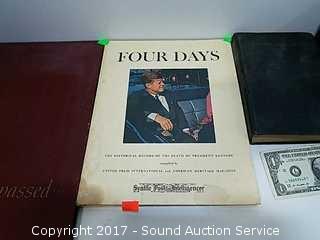 FOUR DAYS
THE HISTORICAL RECORD OF THE DEATH OF PRESIDENT KENNEDY
compiled by
UNITED PRESS INTERNATIONAL and AMERICAN HERITAGE MAGAZINE
Seattle Post-Intelligencer
passed
Copyright 2017 - Sound Auction Service